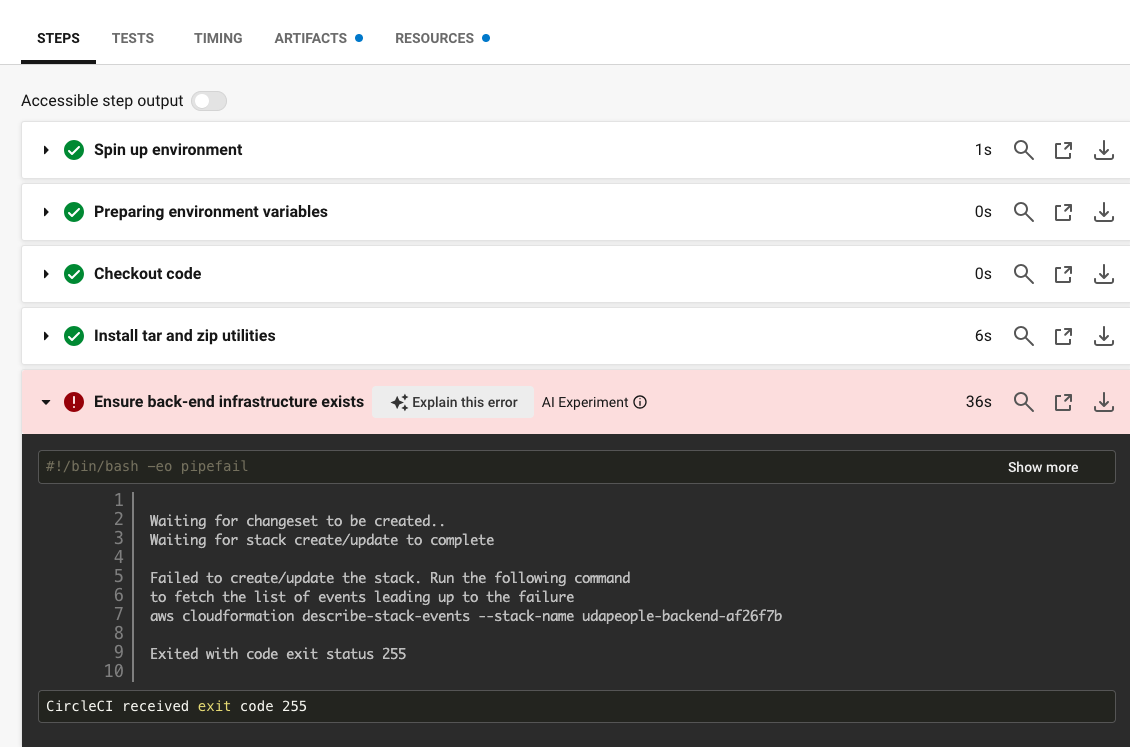 STEPS TESTS TIMING ARTIFACTS RESOURCES
Accessible step output
Spin up environment 1s
Preparing environment variables 0s
Checkout code 0s
Install tar and zip utilities 6s
Ensure back-end infrastructure exists Explain this error AI Experiment 36s
#!/bin/bash -eo pipefail Show more
1
2 Waiting for changeset to be created..
3 Waiting for stack create/update to complete
4
5 Failed to create/update the stack. Run the following command
6 to fetch the list of events leading up to the failure
7 aws cloudformation describe-stack-events --stack-name udapeople-backend-af26f7b
8
9 Exited with code exit status 255
10
CircleCI received exit code 255